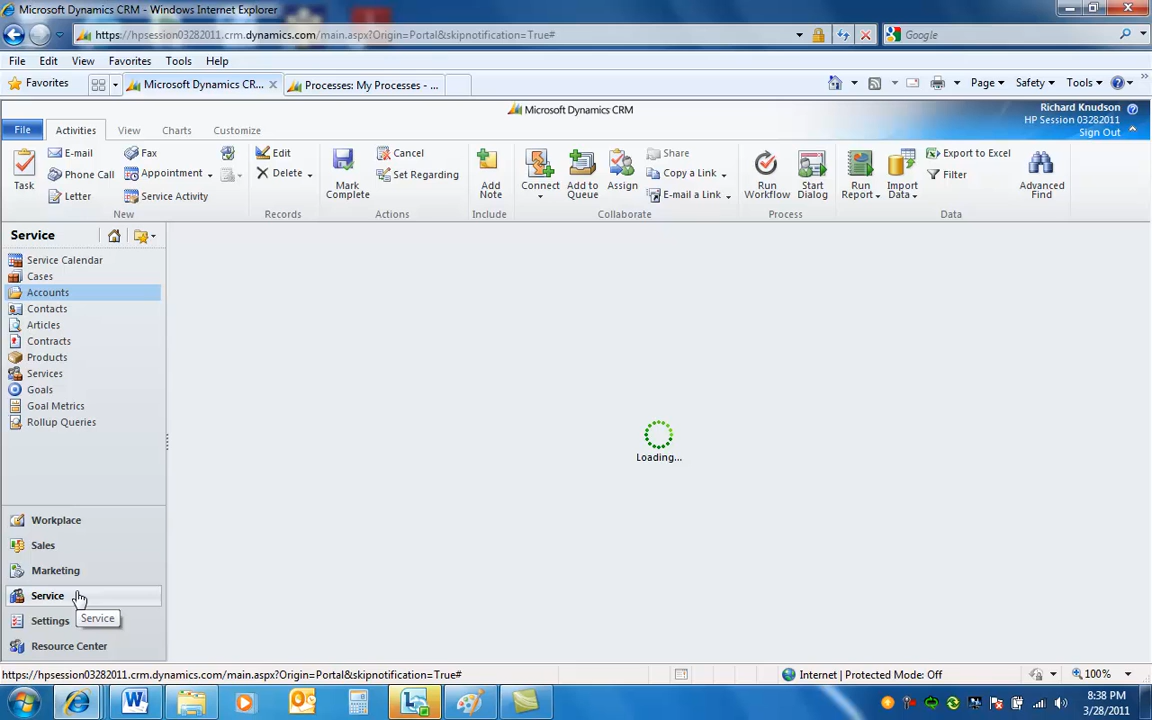 Microsoft Dynamics CRM - Windows Internet Explorer
https://hpsession03282011.crm.dynamics.com/main.aspx?Origin=Portal&skipnotification=True#
Google
File Edit View Favorites Tools Help
Favorites
Microsoft Dynamics CR...
Processes: My Processes - ...
Page
Safety
Tools
Microsoft Dynamics CRM
Richard Knudson
HP Session 03282011
Sign Out
File Activities View Charts Customize
Task
E-mail
Phone Call
Letter
Fax
Appointment
Service Activity
New
Edit
Delete
Records
Mark Complete
Cancel
Set Regarding
Actions
Add Note
Include
Connect
Add to Queue
Assign
Share
Copy a Link
E-mail a Link
Collaborate
Run Workflow
Start Dialog
Process
Run Report
Import Data
Export to Excel
Filter
Advanced Find
Data
Service
Service Calendar
Cases
Accounts
Contacts
Articles
Contracts
Products
Services
Goals
Goal Metrics
Rollup Queries
Loading...
Workplace
Sales
Marketing
Service
Service
Settings
Resource Center
https://hpsession03282011.crm.dynamics.com/main.aspx?Origin=Portal&skipnotification=True#
Internet | Protected Mode: Off
100%
8:38 PM
3/28/2011